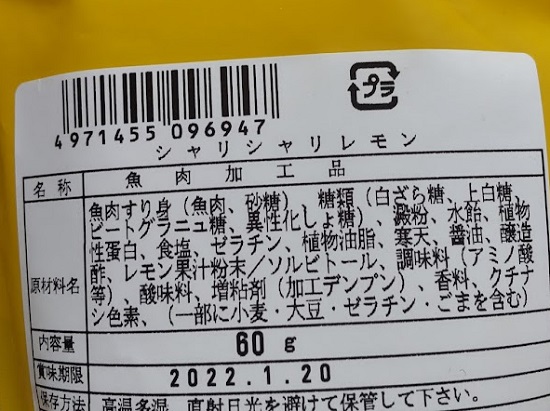 プラ
4971455 096947
シャリシャリレモン
名称 魚肉加工品
原材料名 魚肉すり身（魚肉、砂糖）、糖類（白ざら糖、上白糖、
ビートグラニュ糖、異性化しょ糖）、澱粉、水飴、植物
性蛋白、食塩、ゼラチン、植物油脂、寒天、醤油、醸造
酢、レモン果汁粉末／ソルビトール、調味料（アミノ酸
等）、酸味料、増粘剤（加工デンプン）、香料、クチナ
シ色素、（一部に小麦・大豆・ゼラチン・ごまを含む）
内容量 60g
賞味期限 2022.1.20
保存方法 高温多湿、直射日光を避けて保管して下さい。